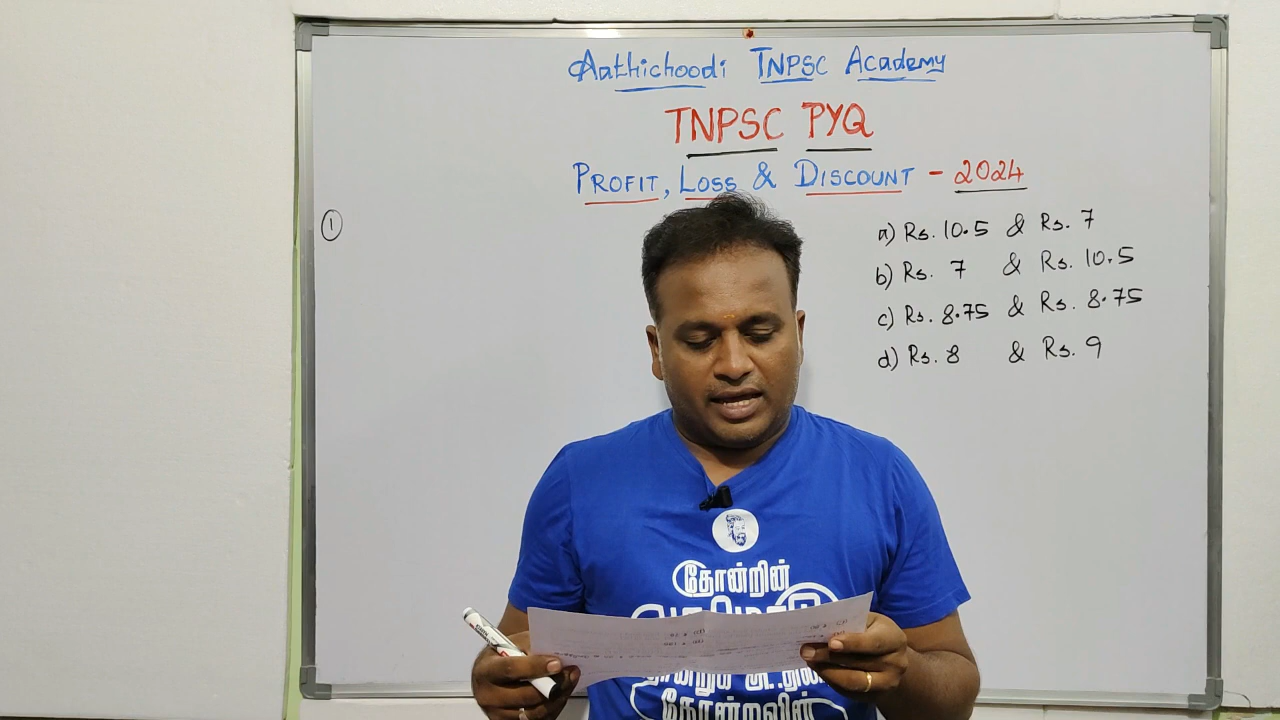 Aathichoodi TNPSC Academy
TNPSC PYQ
PROFIT, LOSS & DISCOUNT - 2024
1
a) Rs. 10.5 & Rs. 7
b) Rs. 7 & Rs. 10.5
c) Rs. 8.75 & Rs. 8.75
d) Rs. 8 & Rs. 9
தோன்றின்
தோன்றலின்